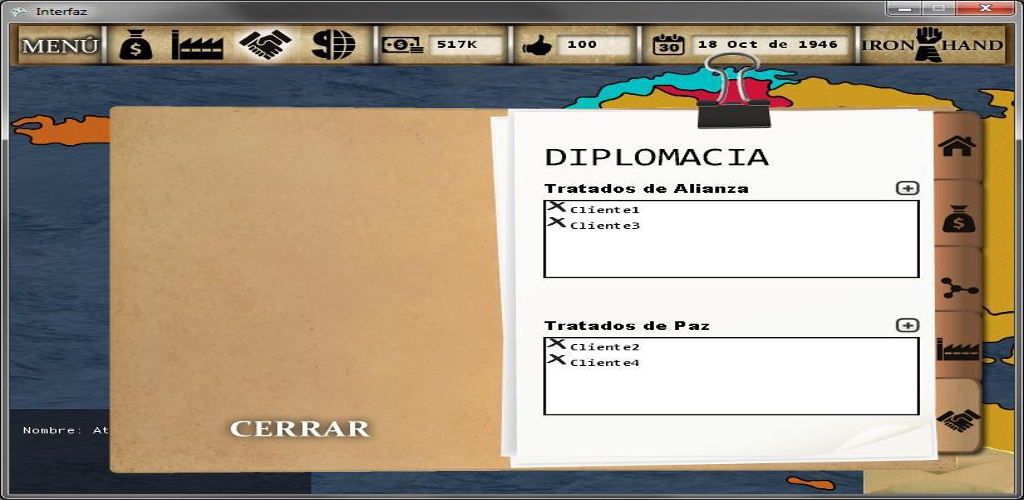 Interfaz
MENÚ 517K 100 30 18 Oct de 1946 IRON HAND
DIPLOMACIA
Tratados de Alianza
Cliente1
Cliente3
Tratados de Paz
Cliente2
Cliente4
CERRAR
Nombre: At